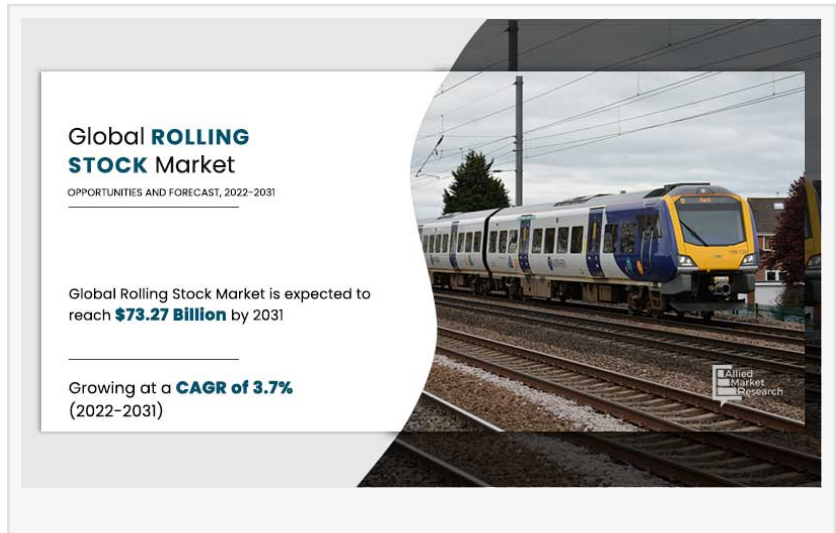 Global ROLLING
STOCK Market
OPPORTUNITIES AND FORECAST, 2022-2031
Global Rolling Stock Market is expected to
reach $73.27 Billion by 2031
Growing at a CAGR of 3.7%
(2022-2031)
Allied
Market
Research